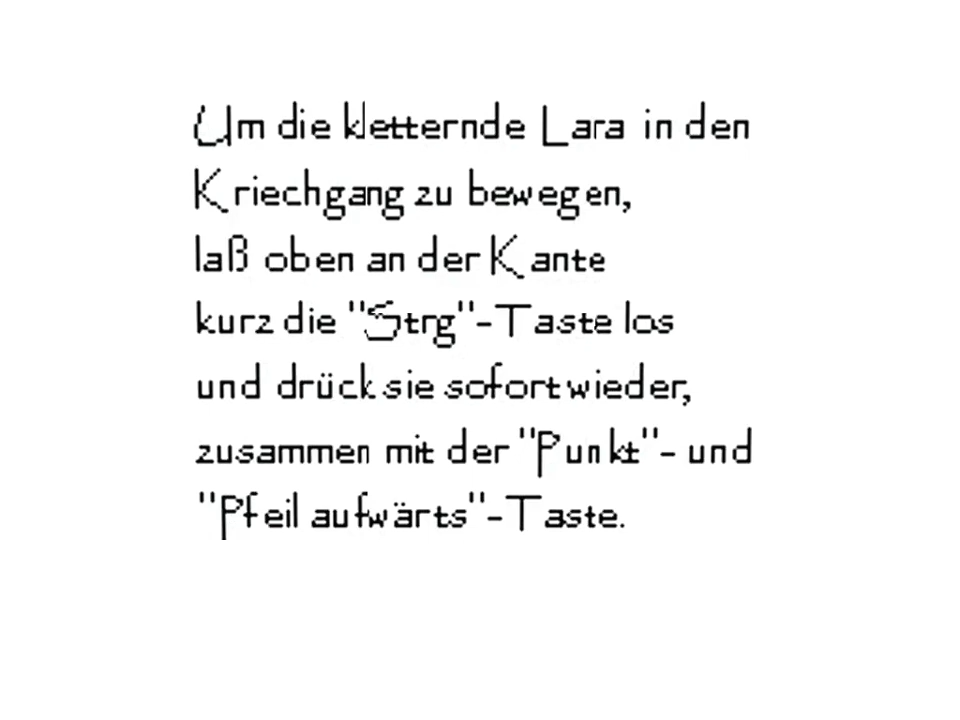 Um die kletternde Lara in den
Kriechgang zu bewegen,
laß oben an der Kante
kurz die "Strg"-Taste los
und drück sie sofort wieder,
zusammen mit der "Punkt"- und
"Pfeil aufwärts"-Taste.